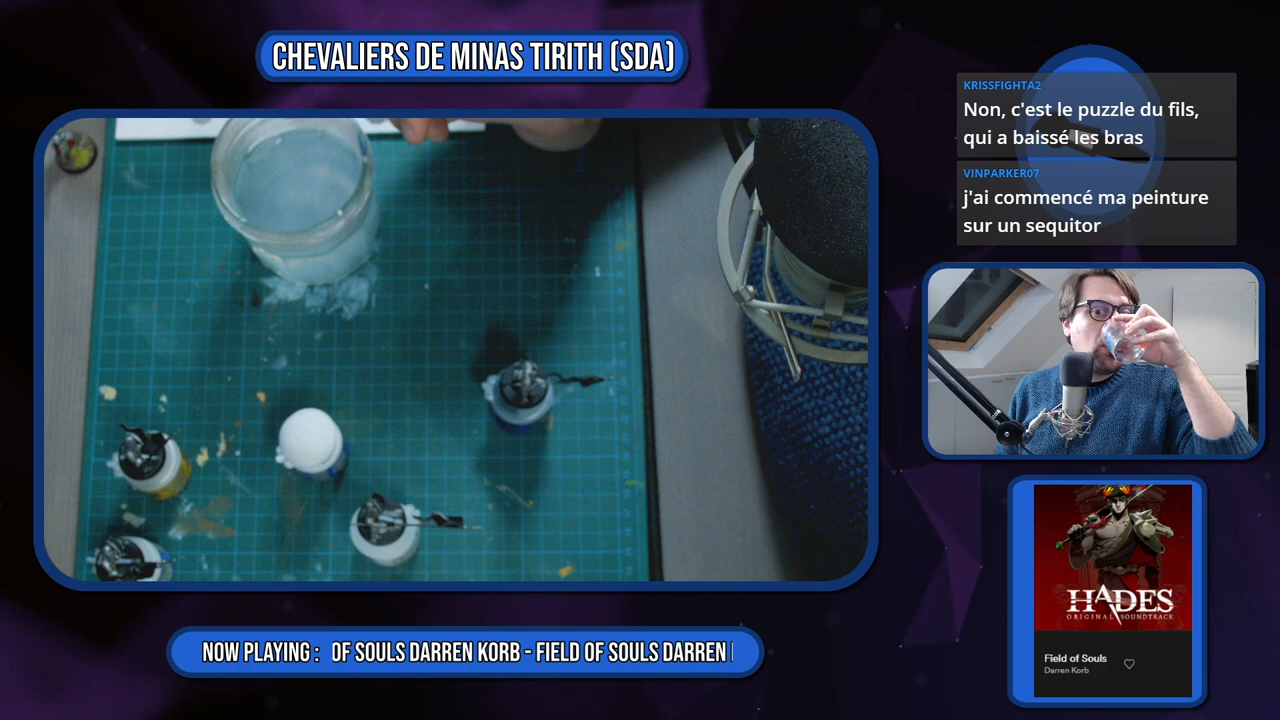 CHEVALIERS DE MINAS TIRITH (SDA)
KRISSFIGHTA2
Non, c'est le puzzle du fils,
qui a baissé les bras
VINPARKER07
j'ai commencé ma peinture
sur un sequitor
HADES
ORIGINAL SOUNDTRACK
Field of Souls
Darren Korb
NOW PLAYING : OF SOULS DARREN KORB - FIELD OF SOULS DARREN